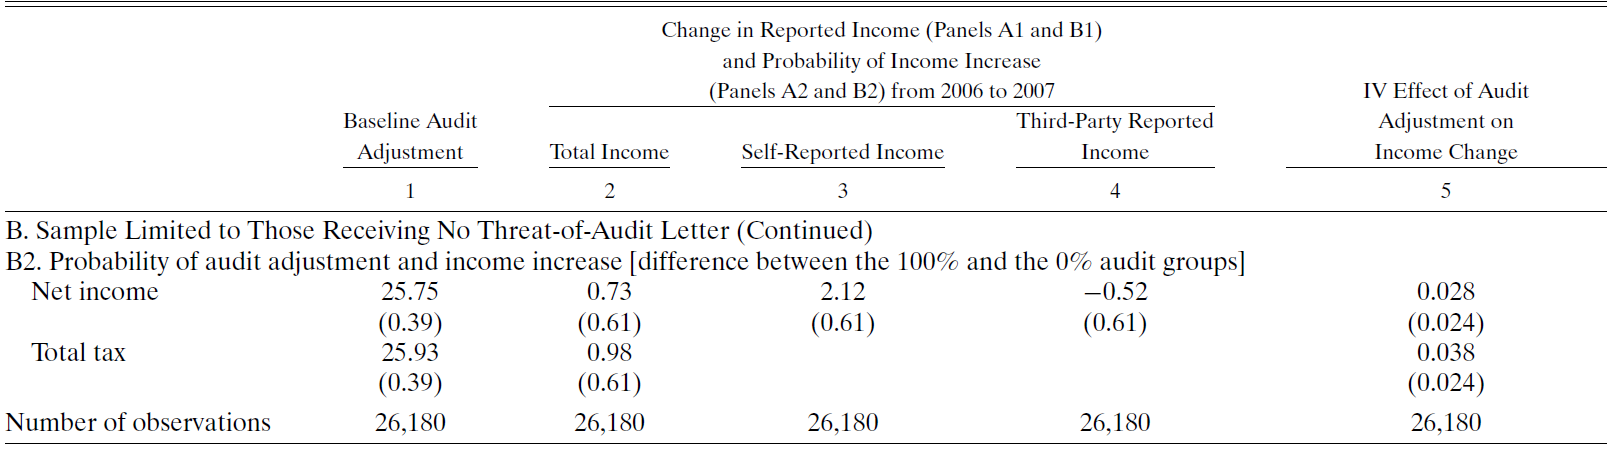 Change in Reported Income (Panels A1 and B1)
and Probability of Income Increase
(Panels A2 and B2) from 2006 to 2007 IV Effect of Audit
Baseline Audit Third-Party Reported Adjustment on
Adjustment Total Income Self-Reported Income Income Income Change
1 2 3 4 5
B. Sample Limited to Those Receiving No Threat-of-Audit Letter (Continued)
B2. Probability of audit adjustment and income increase [difference between the 100% and the 0% audit groups]
Net income 25.75 0.73 2.12 −0.52 0.028
(0.39) (0.61) (0.61) (0.61) (0.024)
Total tax 25.93 0.98 0.038
(0.39) (0.61) (0.024)
Number of observations 26,180 26,180 26,180 26,180 26,180